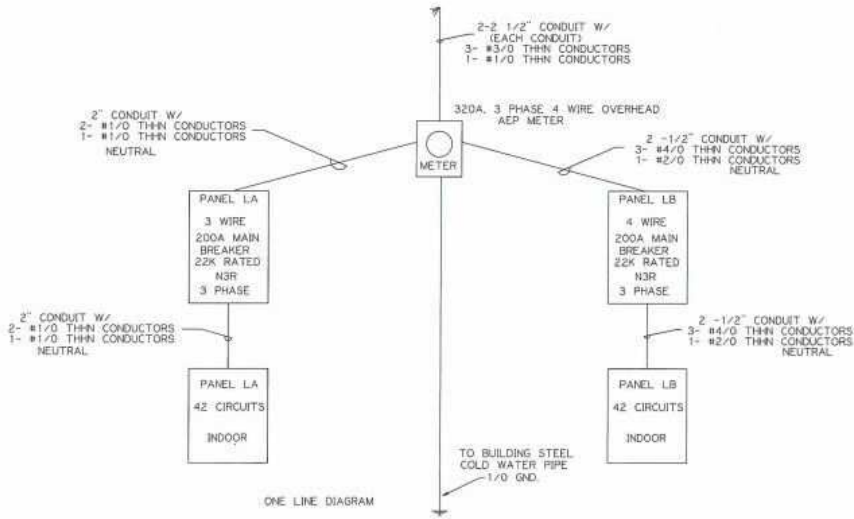 2-2 1/2" CONDUIT W/
(EACH CONDUIT)
3- #3/0 THHN CONDUCTORS
1- #1/0 THHN CONDUCTORS
320A, 3 PHASE 4 WIRE OVERHEAD
AEP METER
METER
2" CONDUIT W/
2- #1/0 THHN CONDUCTORS
1- #1/0 THHN CONDUCTORS
NEUTRAL
2 -1/2" CONDUIT W/
3- #4/0 THHN CONDUCTORS
1- #2/0 THHN CONDUCTORS
NEUTRAL
PANEL LA
3 WIRE
200A MAIN
BREAKER
22K RATED
N3R
3 PHASE
PANEL LB
4 WIRE
200A MAIN
BREAKER
22K RATED
N3R
3 PHASE
2" CONDUIT W/
2- #1/0 THHN CONDUCTORS
1- #1/0 THHN CONDUCTORS
NEUTRAL
2 -1/2" CONDUIT W/
3- #4/0 THHN CONDUCTORS
1- #2/0 THHN CONDUCTORS
NEUTRAL
PANEL LA
42 CIRCUITS
INDOOR
PANEL LB
42 CIRCUITS
INDOOR
TO BUILDING STEEL
COLD WATER PIPE
1/0 GND.
ONE LINE DIAGRAM